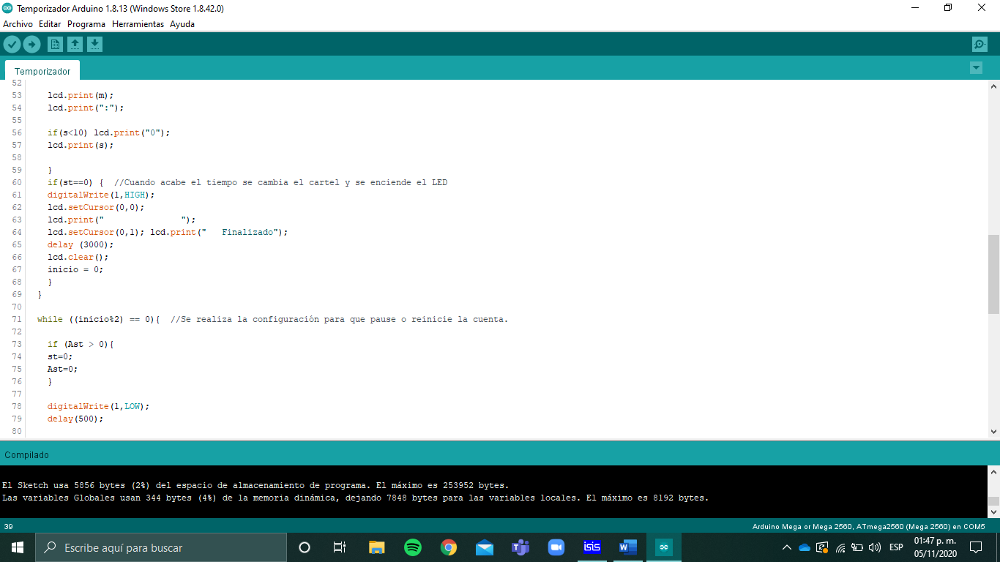 Temporizador Arduino 1.8.13 (Windows Store 1.8.42.0)
Archivo Editar Programa Herramientas Ayuda
Temporizador
52
53 lcd.print(m);
54 lcd.print(":");
55
56 if(s<10) lcd.print("0");
57 lcd.print(s);
58
59 }
60 if(st==0) { //Cuando acabe el tiempo se cambia el cartel y se enciende el LED
61 digitalWrite(l,HIGH);
62 lcd.setCursor(0,0);
63 lcd.print("               ");
64 lcd.setCursor(0,1); lcd.print("   Finalizado");
65 delay (3000);
66 lcd.clear();
67 inicio = 0;
68 }
69 }
70
71 while ((inicio%2) == 0){ //Se realiza la configuración para que pause o reinicie la cuenta.
72
73 if (Ast > 0){
74 st=0;
75 Ast=0;
76 }
77
78 digitalWrite(l,LOW);
79 delay(500);
80
Compilado
El Sketch usa 5856 bytes (2%) del espacio de almacenamiento de programa. El máximo es 253952 bytes.
Las variables Globales usan 344 bytes (4%) de la memoria dinámica, dejando 7848 bytes para las variables locales. El máximo es 8192 bytes.
39 Arduino Mega or Mega 2560, ATmega2560 (Mega 2560) en COM5
Escribe aquí para buscar
isis
ESP
01:47 p. m.
05/11/2020